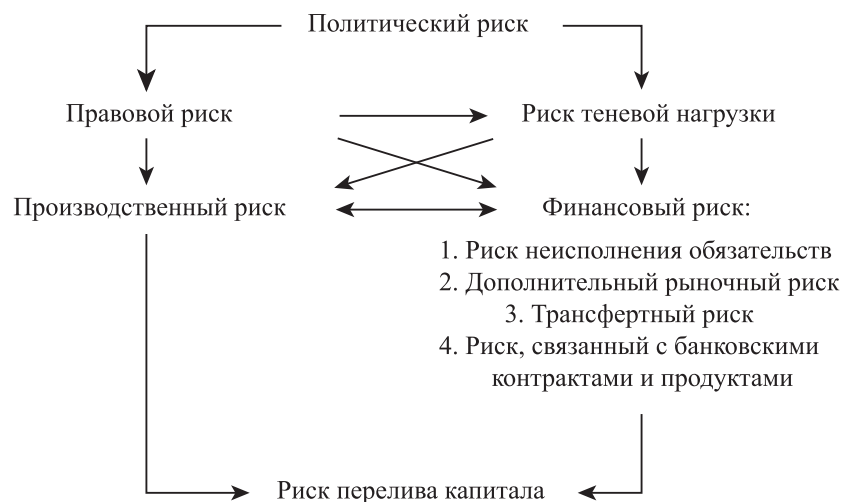 Политический риск
Правовой риск
Риск теневой нагрузки
Производственный риск
Финансовый риск:
1. Риск неисполнения обязательств
2. Дополнительный рыночный риск
3. Трансфертный риск
4. Риск, связанный с банковскими
контрактами и продуктами
Риск перелива капитала